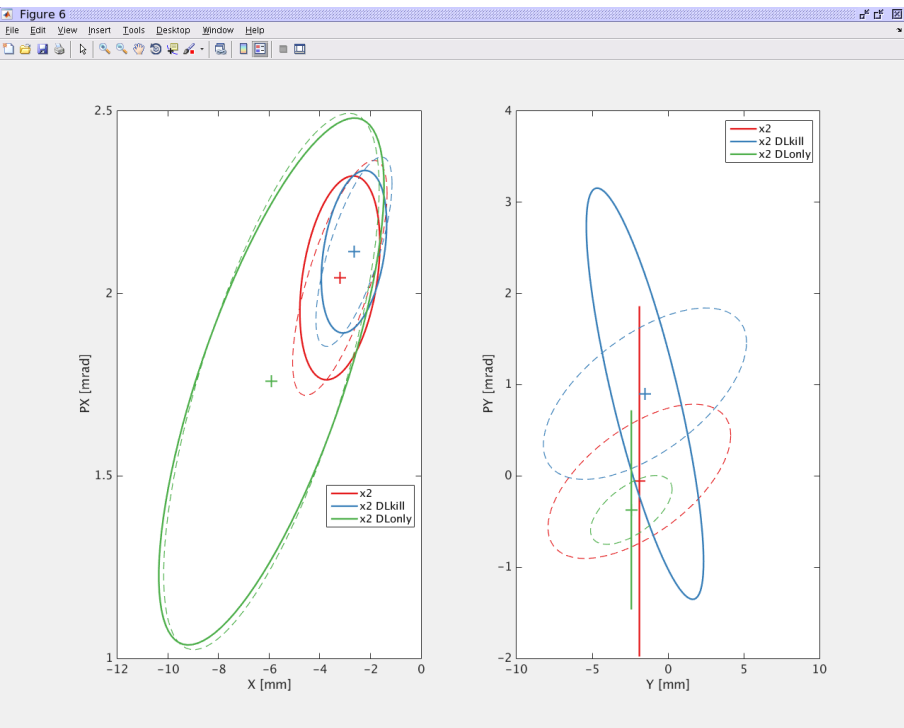 Figure 6
File Edit View Insert Tools Desktop Window Help
2.5
2
1.5
1
PX [mrad]
x2
x2 DLkill
x2 DLonly
−12 −10 −8 −6 −4 −2 0
X [mm]
4
3
2
1
0
−1
−2
PY [mrad]
x2
x2 DLkill
x2 DLonly
−10 −5 0 5 10
Y [mm]